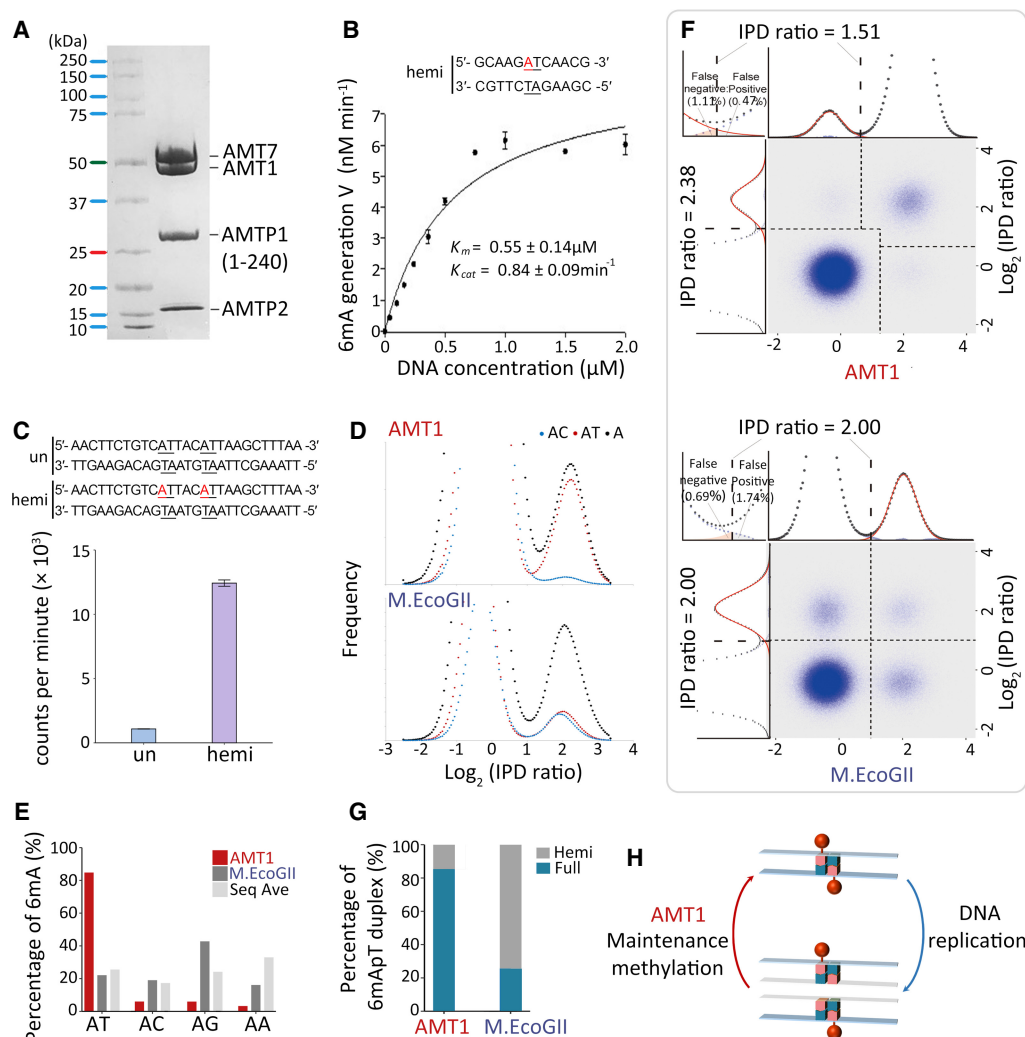 A
(kDa)
250
150
100
75
50
37
25
20
15
10
AMT7
AMT1
AMTP1
(1-240)
AMTP2
B
hemi
5′- GCAAGATCAACG -3′
3′- CGTTCTAGAAGC -5′
6mA generation V (nM min⁻¹)
7
6
5
4
3
2
1
0
Km = 0.55 ± 0.14µM
Kcat = 0.84 ± 0.09min⁻¹
0 0.5 1.0 1.5 2.0
DNA concentration (µM)
C
un
5′- AACTTCTGTCATTACATTAAGCTTTAA -3′
3′- TTGAAGACAGTAATGTAATTCGAAATT -5′
hemi
5′- AACTTCTGTCATTACATTAAGCTTTAA -3′
3′- TTGAAGACAGTAATGTAATTCGAAATT -5′
counts per minute (× 10³)
15
10
5
0
un hemi
D
AMT1
AC AT A
M.EcoGII
Frequency
-3 -2 -1 0 1 2 3 4
Log₂ (IPD ratio)
E
Percentage of 6mA (%)
100
80
60
40
20
0
AMT1
M.EcoGII
Seq Ave
AT AC AG AA
F
IPD ratio = 1.51
False negative (1.11%)
False Positive (0.47%)
IPD ratio = 2.38
4
2
0
-2
Log₂ (IPD ratio)
-2 0 2 4
AMT1
IPD ratio = 2.00
False negative (0.69%)
False Positive (1.74%)
IPD ratio = 2.00
4
2
0
-2
Log₂ (IPD ratio)
-2 0 2 4
M.EcoGII
G
Percentage of
6mApT duplex (%)
100
80
60
40
20
0
Hemi
Full
AMT1 M.EcoGII
H
AMT1
Maintenance
methylation
DNA
replication